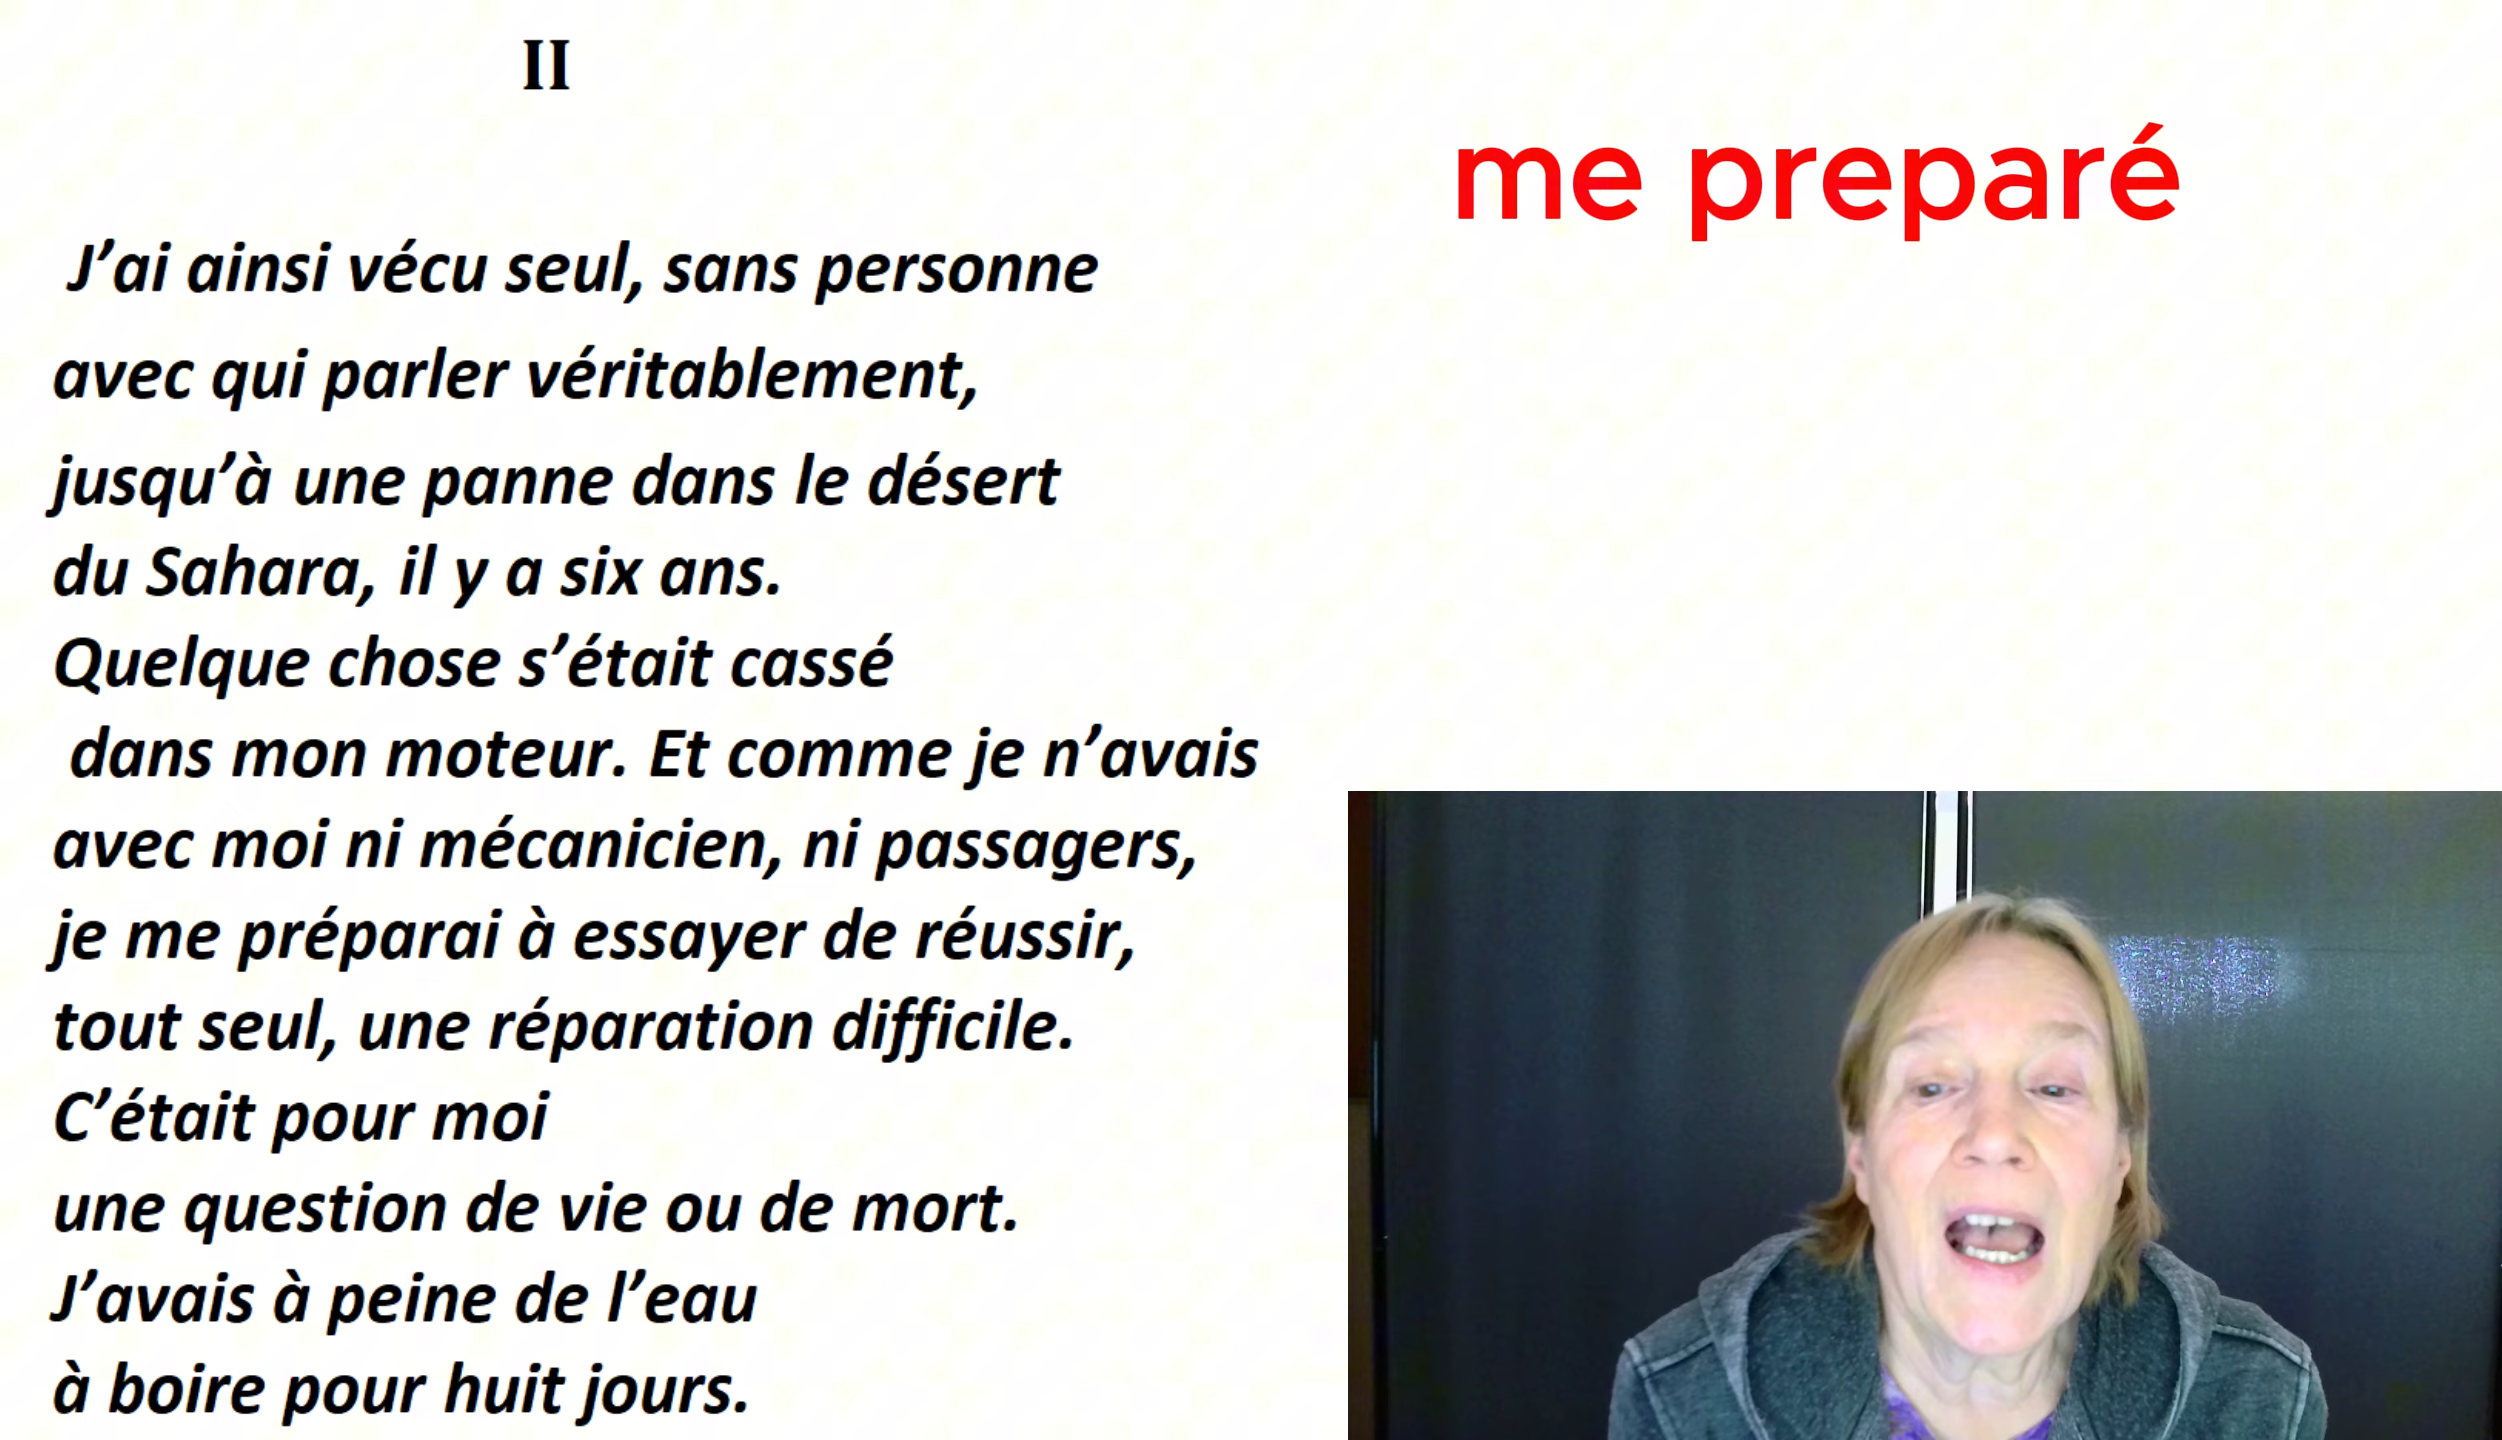 II
me preparé
J’ai ainsi vécu seul, sans personne
avec qui parler véritablement,
jusqu’à une panne dans le désert
du Sahara, il y a six ans.
Quelque chose s’était cassé
dans mon moteur. Et comme je n’avais
avec moi ni mécanicien, ni passagers,
je me préparai à essayer de réussir,
tout seul, une réparation difficile.
C’était pour moi
une question de vie ou de mort.
J’avais à peine de l’eau
à boire pour huit jours.